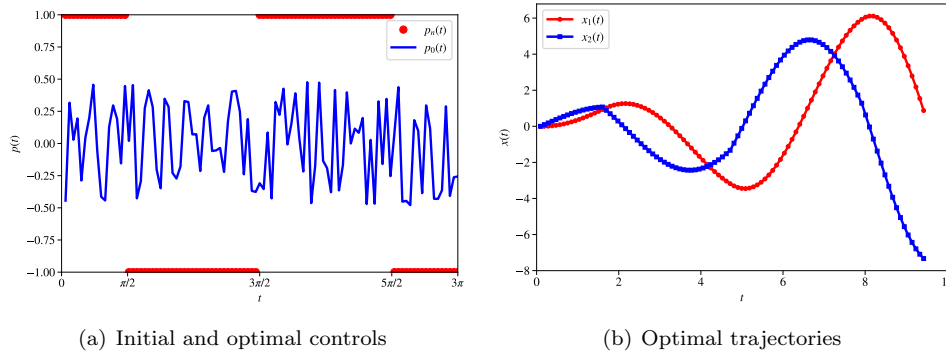 1.00
0.75
0.50
0.25
0.00
−0.25
−0.50
−0.75
−1.00
p(t)
pₙ(t)
p₀(t)
0 π/2 3π/2 5π/2 3π
t
(a) Initial and optimal controls
6
4
2
0
−2
−4
−6
−8
x(t)
x₁(t)
x₂(t)
0 2 4 6 8 1
t
(b) Optimal trajectories